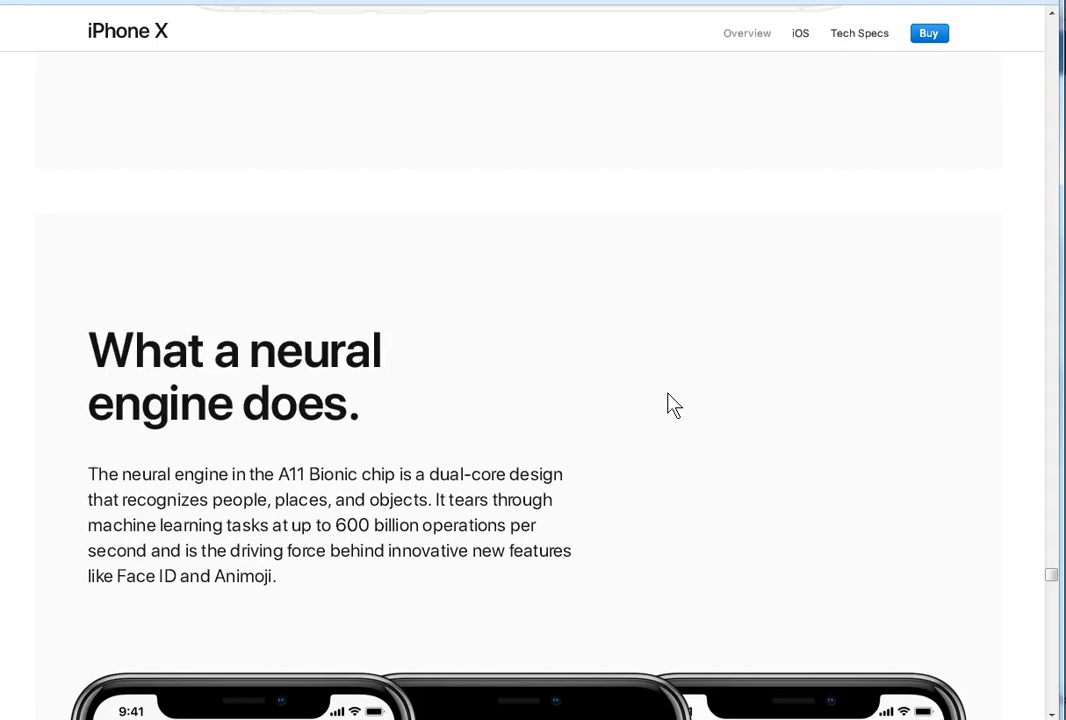 iPhone X
Overview iOS Tech Specs Buy
What a neural
engine does.
The neural engine in the A11 Bionic chip is a dual-core design
that recognizes people, places, and objects. It tears through
machine learning tasks at up to 600 billion operations per
second and is the driving force behind innovative new features
like Face ID and Animoji.
9:41